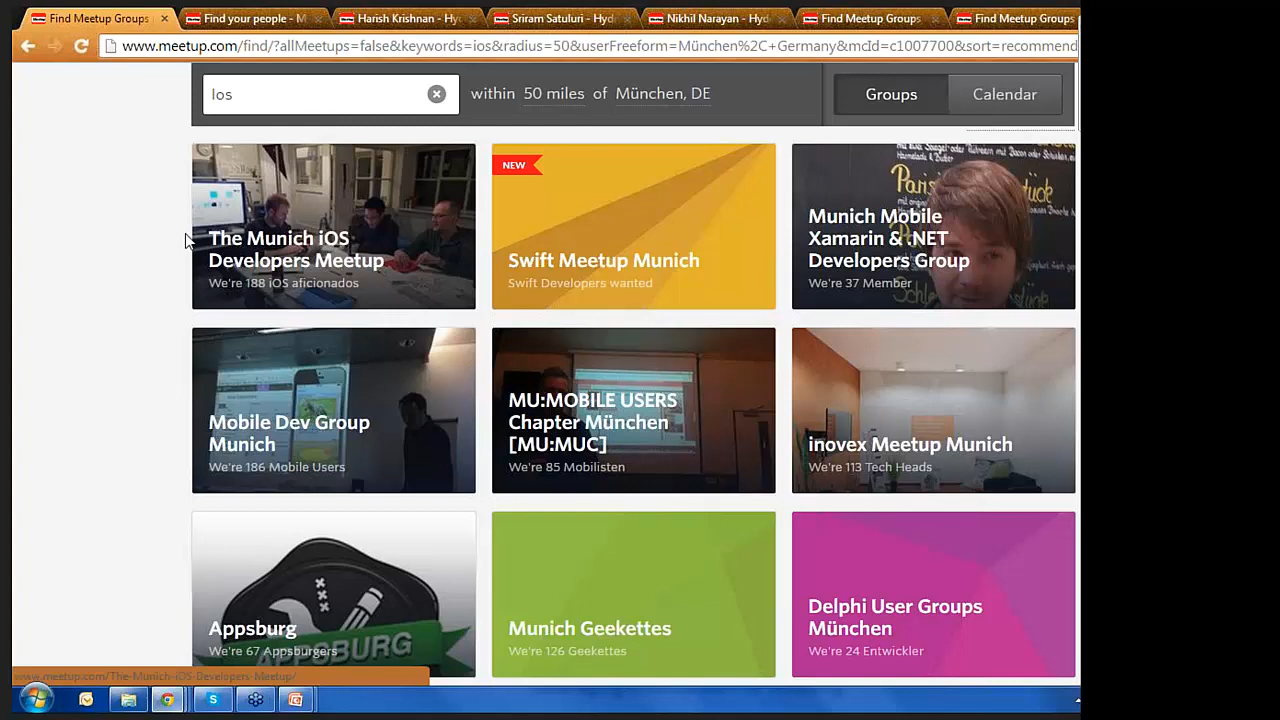 Find Meetup Groups
Find your people - M
Harish Krishnan - Hyd
Sriram Satuluri - Hyd
Nikhil Narayan - Hyd
Find Meetup Groups
Find Meetup Groups
www.meetup.com/find/?allMeetups=false&keywords=ios&radius=50&userFreeform=München%2C+Germany&mcId=c1007700&sort=recommend
Ios
within 50 miles of München, DE
Groups
Calendar
The Munich iOS
Developers Meetup
We're 188 iOS aficionados
NEW
Swift Meetup Munich
Swift Developers wanted
Munich Mobile
Xamarin & .NET
Developers Group
We're 37 Member
Mobile Dev Group
Munich
We're 186 Mobile Users
MU:MOBILE USERS
Chapter München
[MU:MUC]
We're 85 Mobilisten
inovex Meetup Munich
We're 113 Tech Heads
Appsburg
We're 67 Appsburgers
Munich Geekettes
We're 126 Geekettes
Delphi User Groups
München
We're 24 Entwickler
www.meetup.com/The-Munich-iOS-Developers-Meetup/